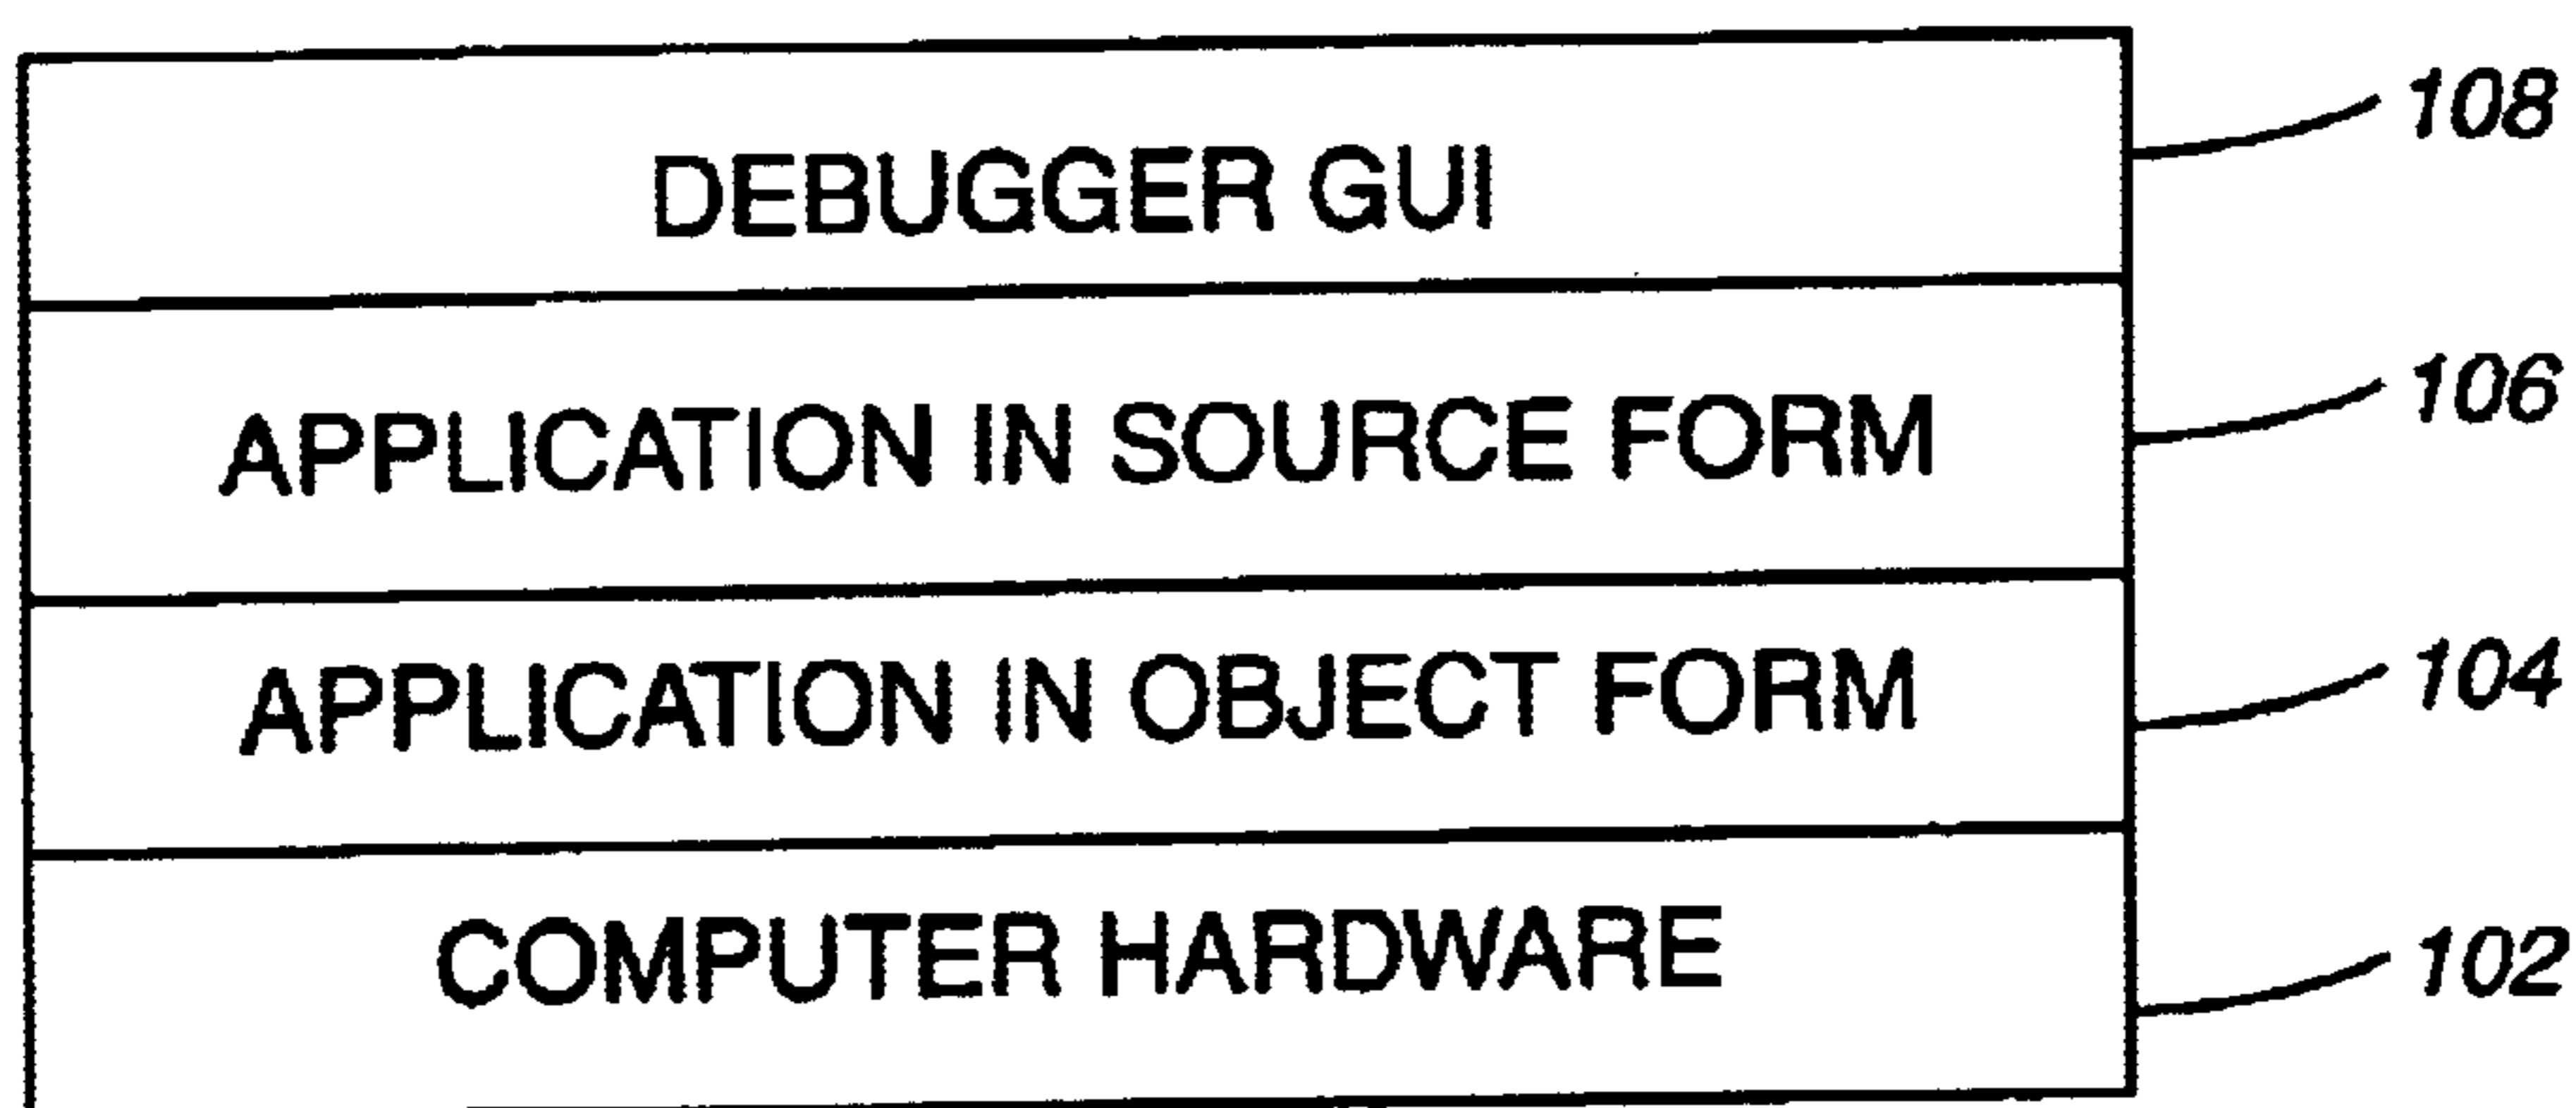 DEBUGGER GUI 108
APPLICATION IN SOURCE FORM 106
APPLICATION IN OBJECT FORM 104
COMPUTER HARDWARE 102